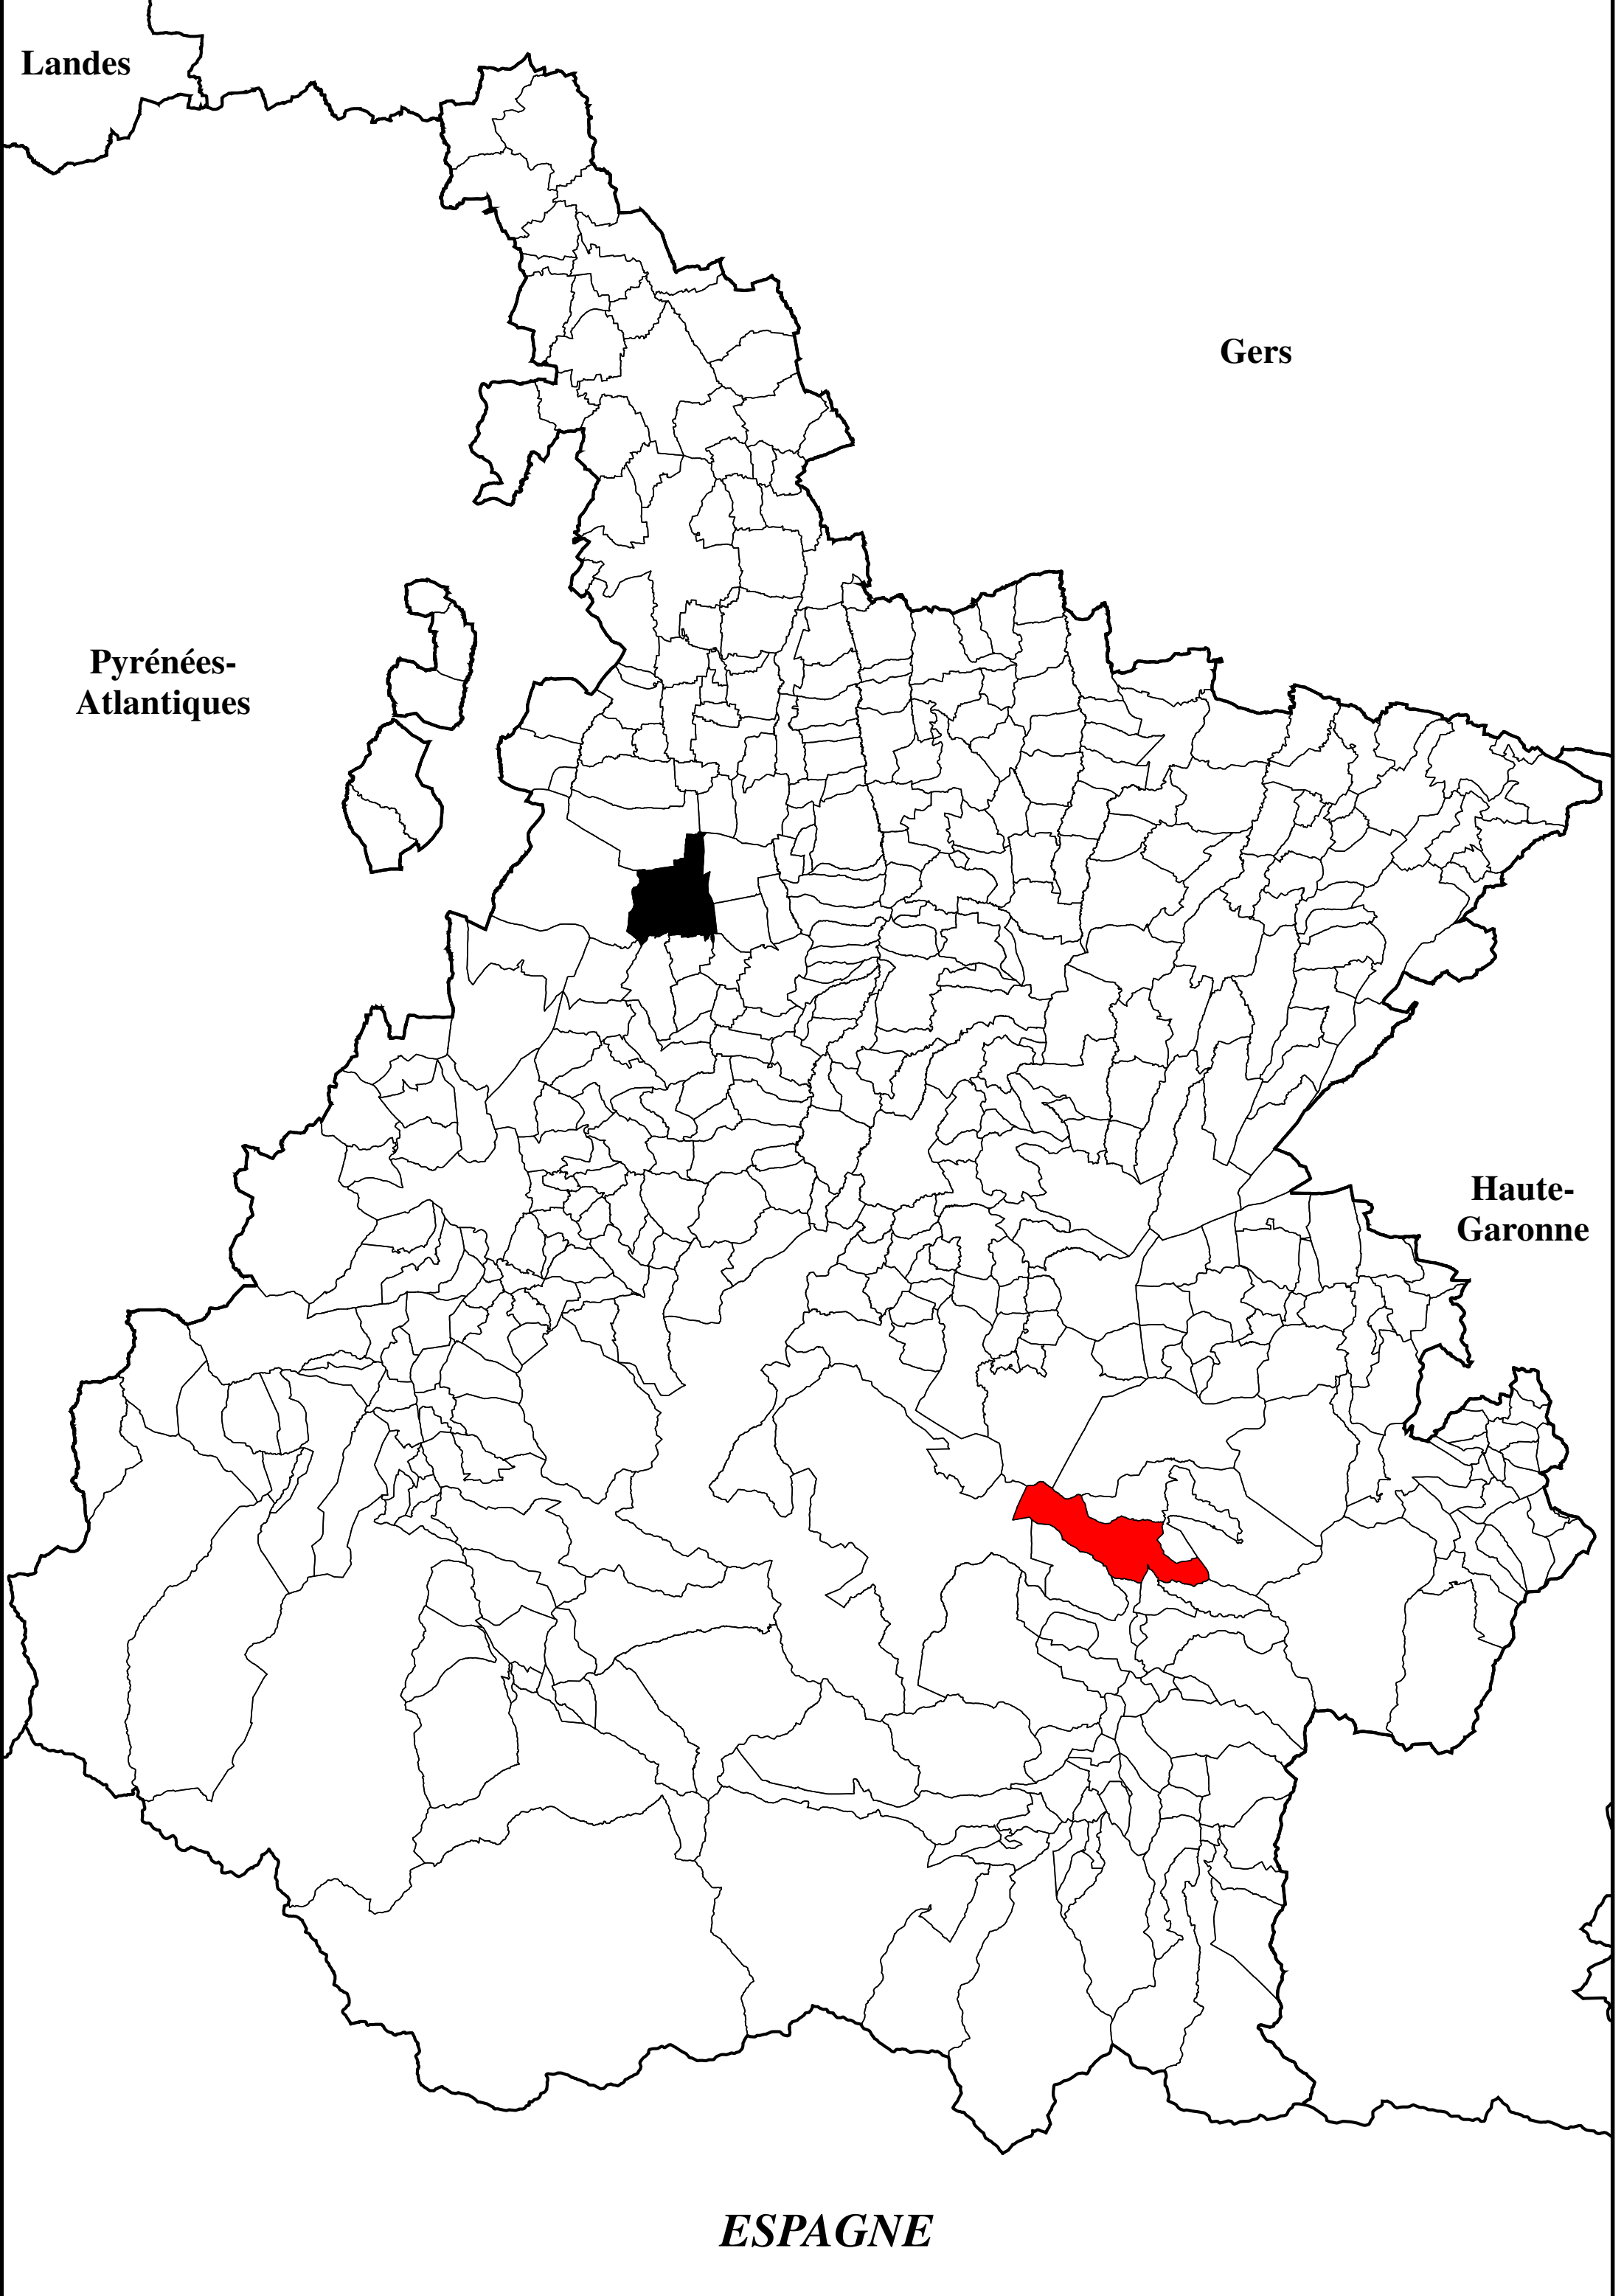 Landes
Gers
Pyrénées-
Atlantiques
Haute-
Garonne
ESPAGNE